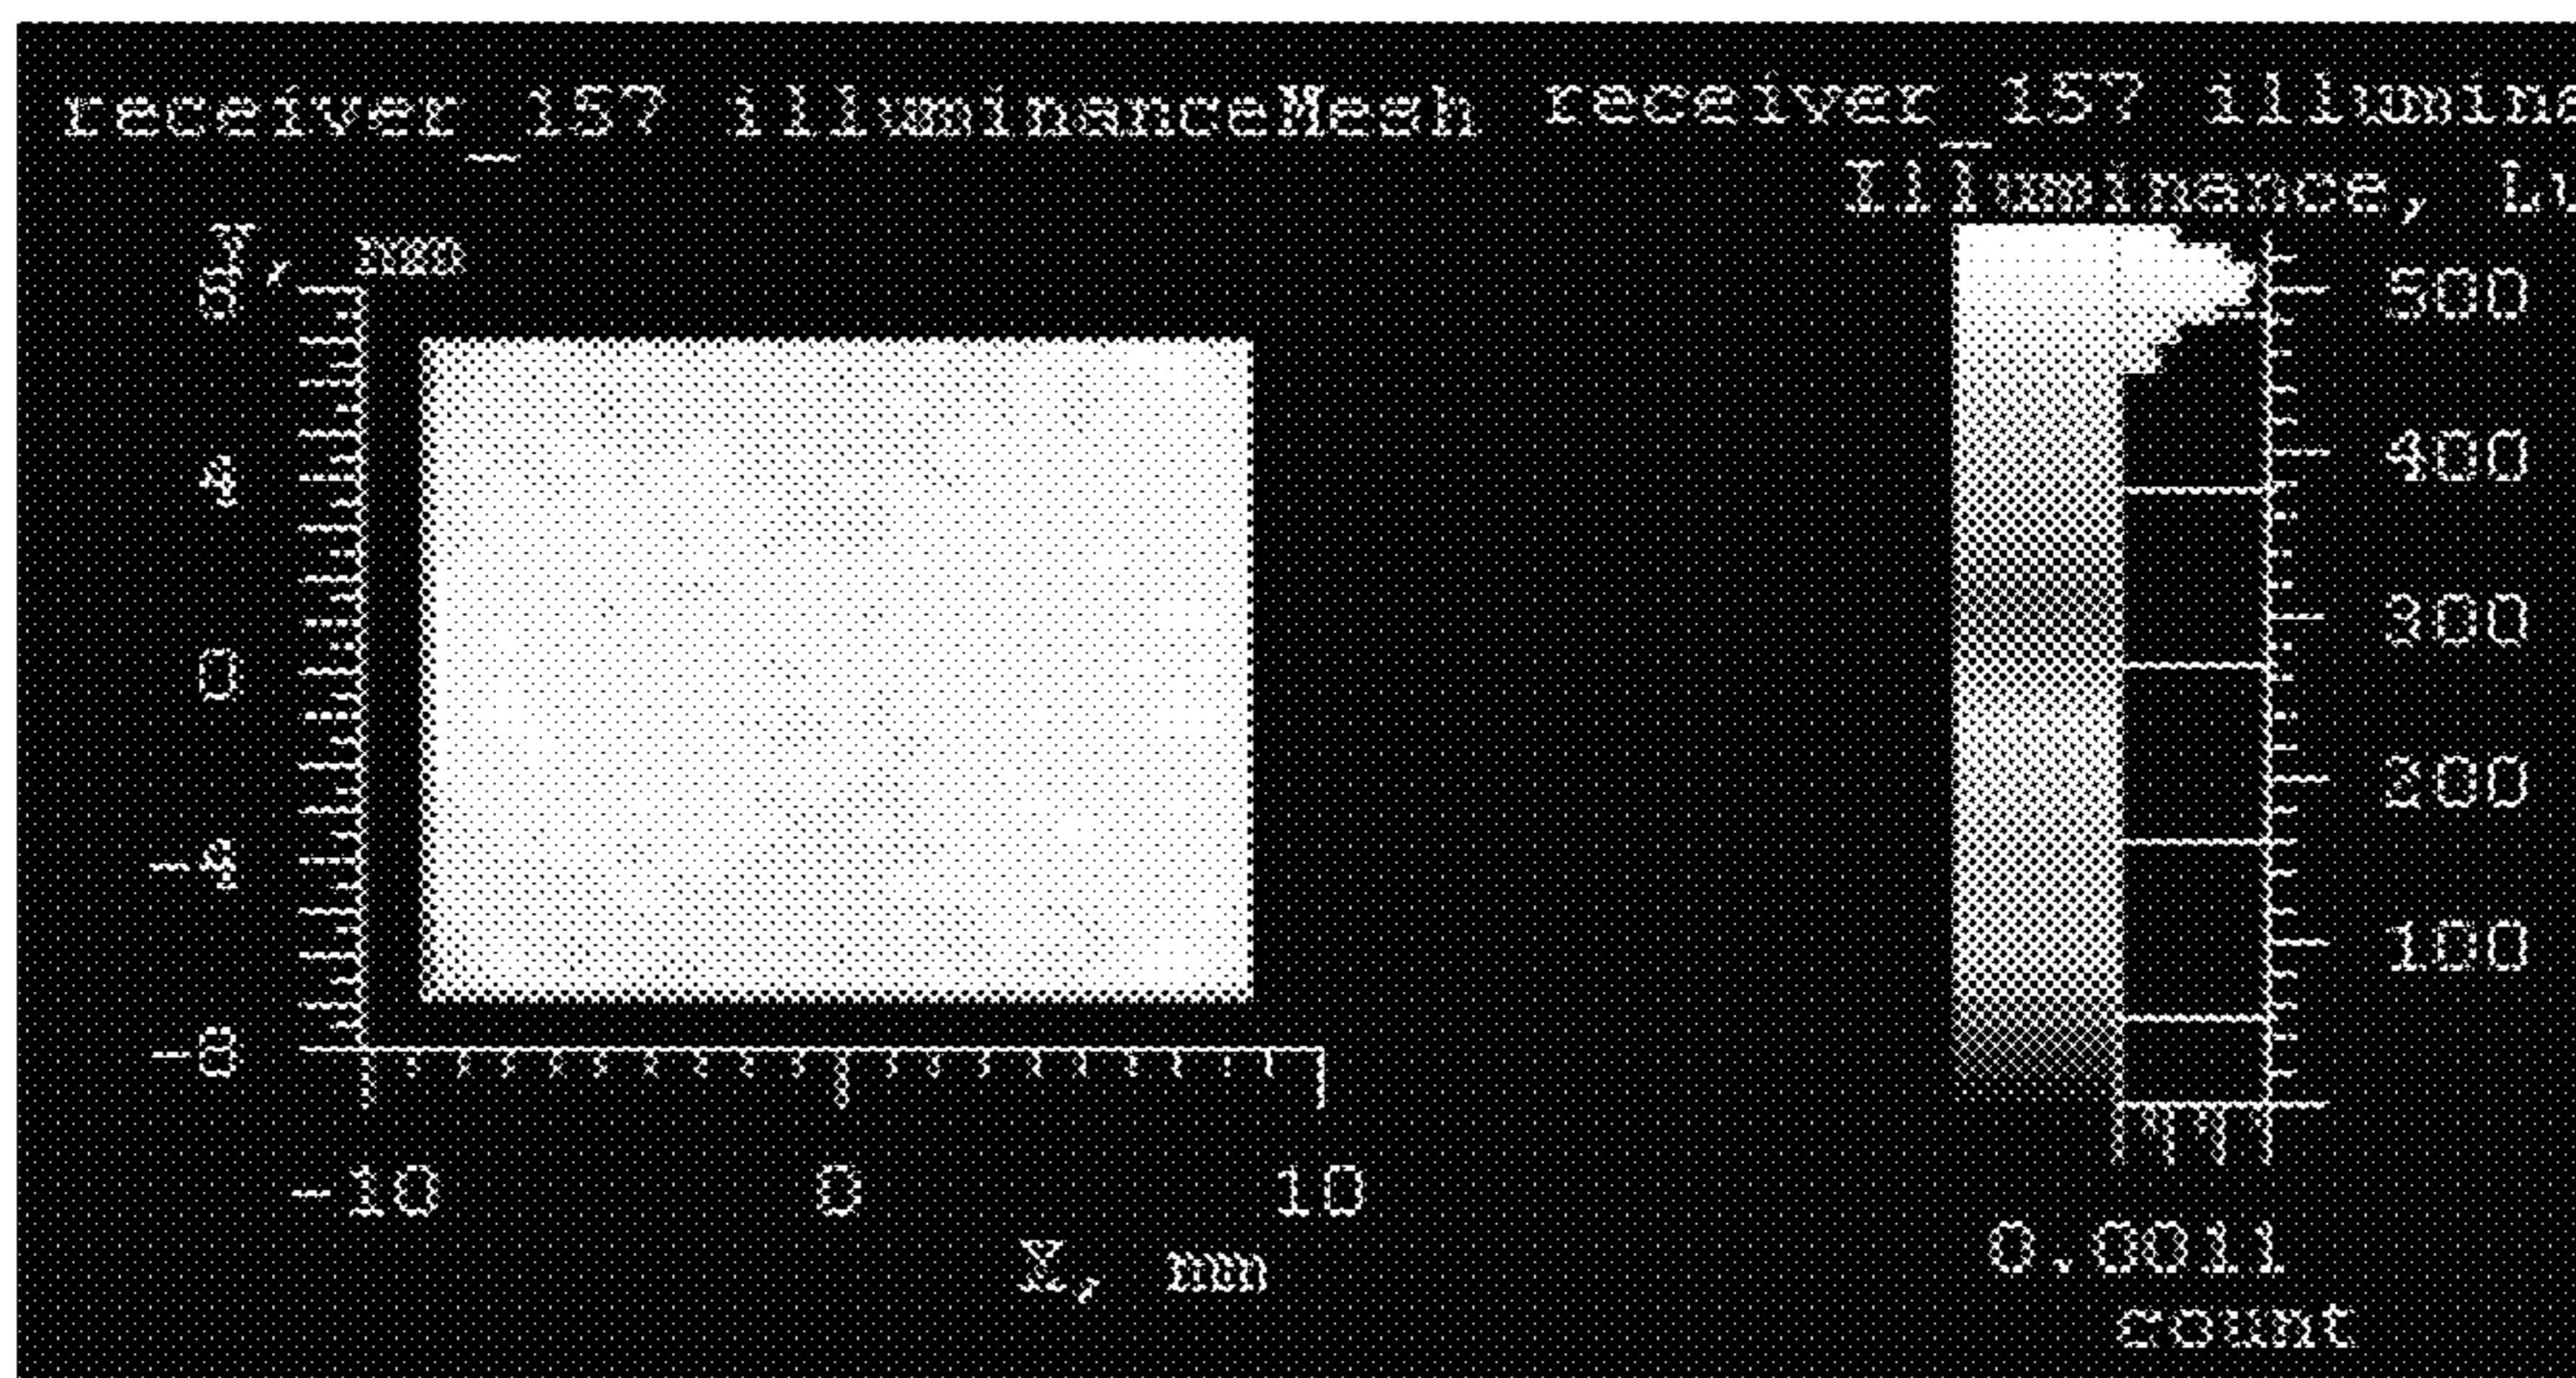 receiver_157 illuminanceMesh
receiver_157 illumina
Illuminance, Lu
Y, mm
8
4
0
-4
-8
-10
0
10
X, mm
500
400
300
200
100
0.0011
count